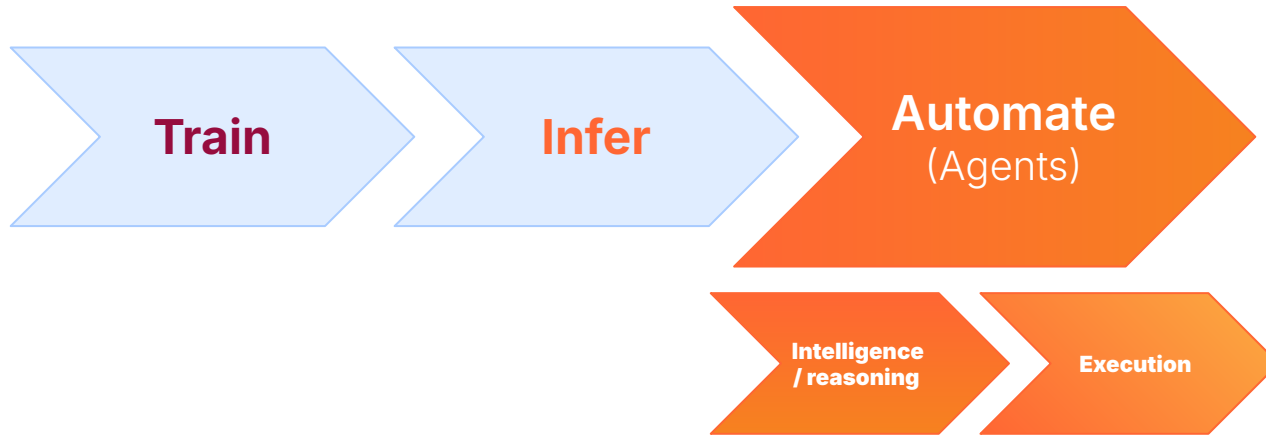 Train
Infer
Automate
(Agents)
Intelligence
/ reasoning
Execution